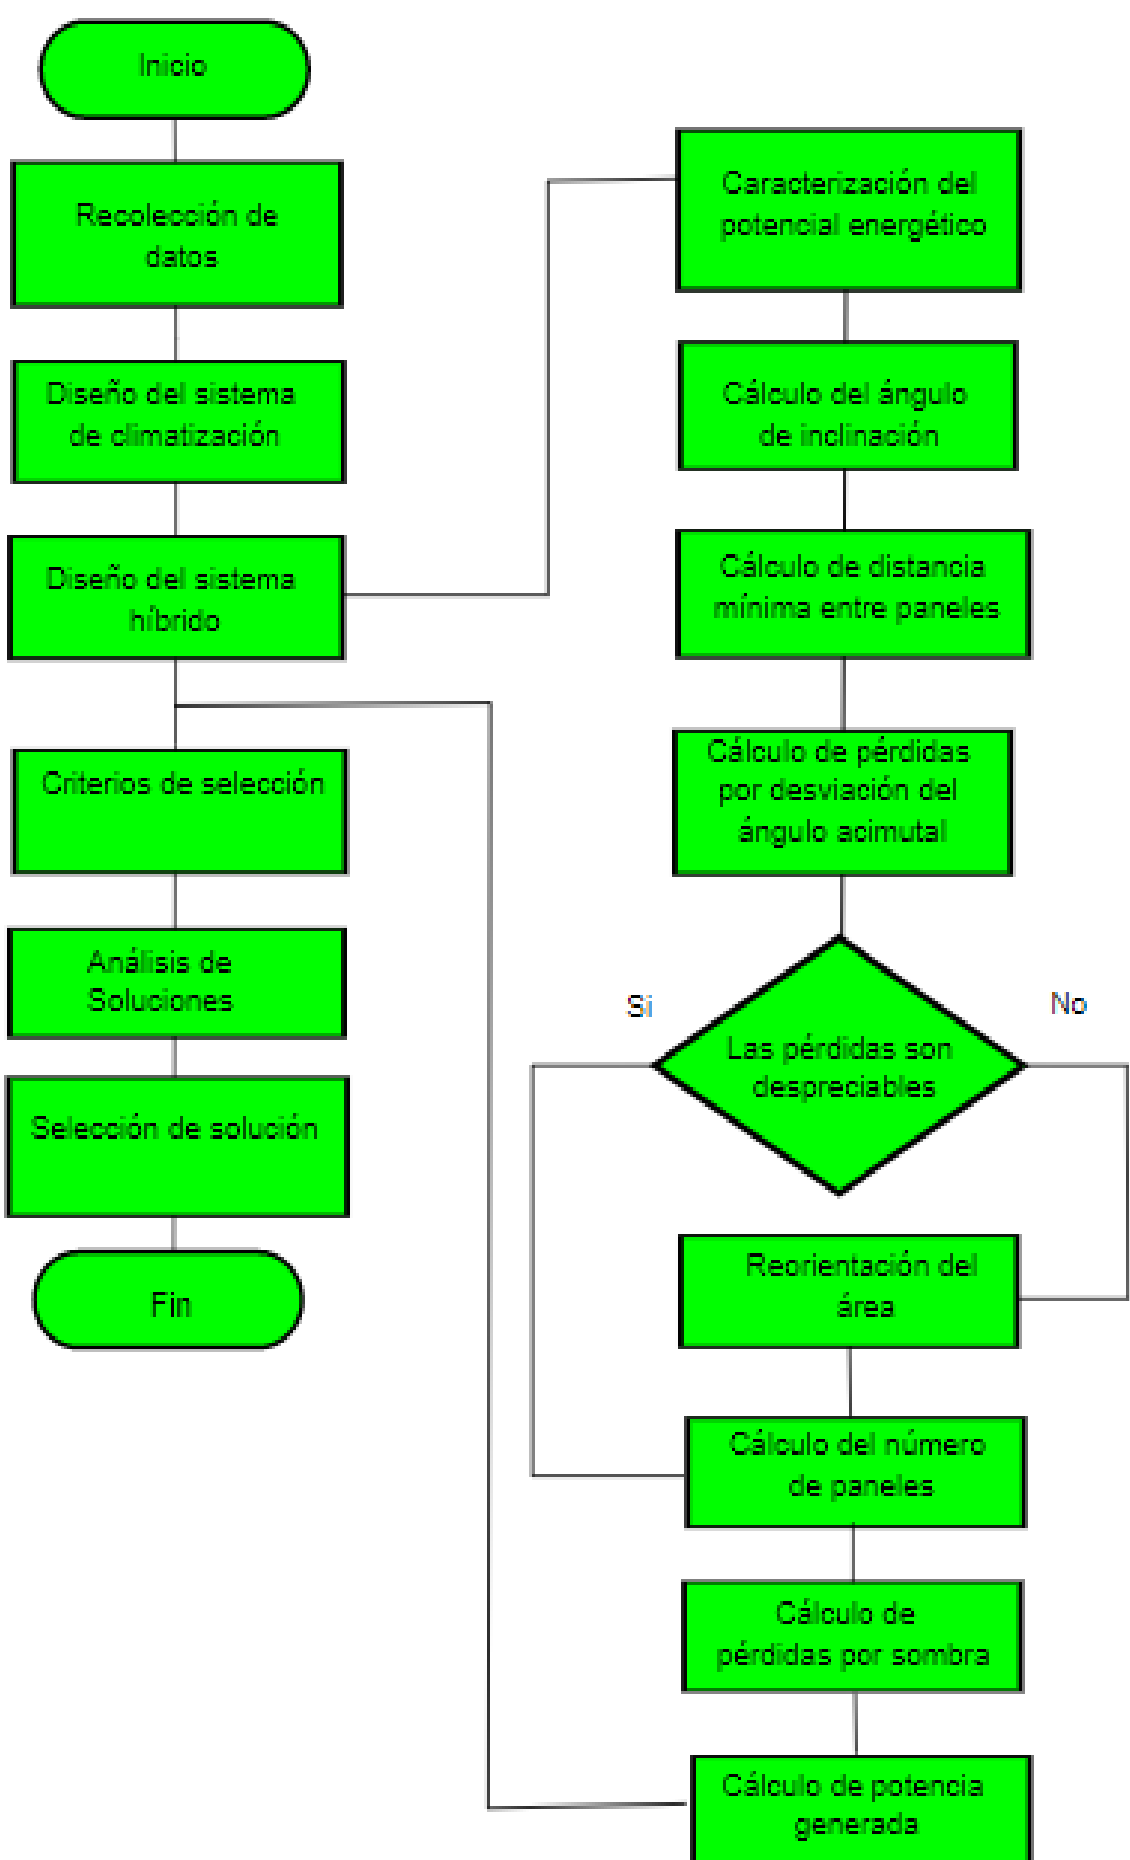 Inicio
Recolección de
datos
Diseño del sistema
de climatización
Diseño del sistema
híbrido
Criterios de selección
Análisis de
Soluciones
Selección de solución
Fin
Caracterización del
potencial energético
Cálculo del ángulo
de inclinación
Cálculo de distancia
mínima entre paneles
Cálculo de pérdidas
por desviación del
ángulo acimutal
Si
No
Las pérdidas son
despreciables
Reorientación del
área
Cálculo del número
de paneles
Cálculo de
pérdidas por sombra
Cálculo de potencia
generada